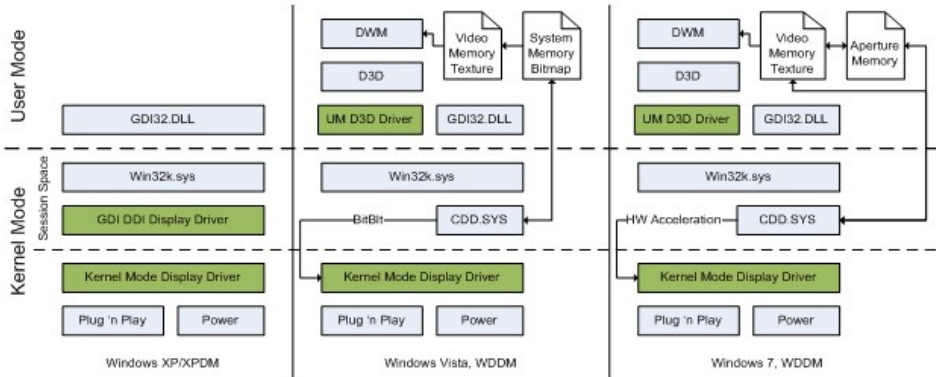 User Mode
Kernel Mode
Session Space
GDI32.DLL
Win32k.sys
GDI DDI Display Driver
Kernel Mode Display Driver
Plug 'n Play
Power
Windows XP/XPDM
DWM
Video
Memory
Texture
System
Memory
Bitmap
D3D
UM D3D Driver
GDI32.DLL
Win32k.sys
BitBlt
CDD.SYS
Kernel Mode Display Driver
Plug 'n Play
Power
Windows Vista, WDDM
DWM
Video
Memory
Texture
Aperture
Memory
D3D
UM D3D Driver
GDI32.DLL
Win32k.sys
HW Acceleration
CDD.SYS
Kernel Mode Display Driver
Plug 'n Play
Power
Windows 7, WDDM